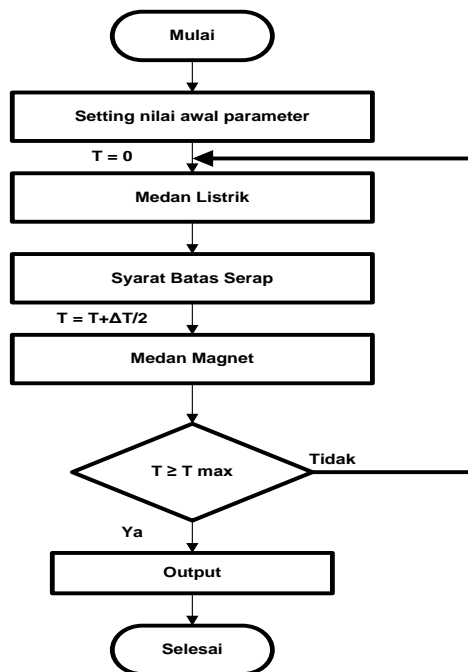 Mulai
Setting nilai awal parameter
T = 0
Medan Listrik
Syarat Batas Serap
T = T+ΔT/2
Medan Magnet
T ≥ T max
Tidak
Ya
Output
Selesai